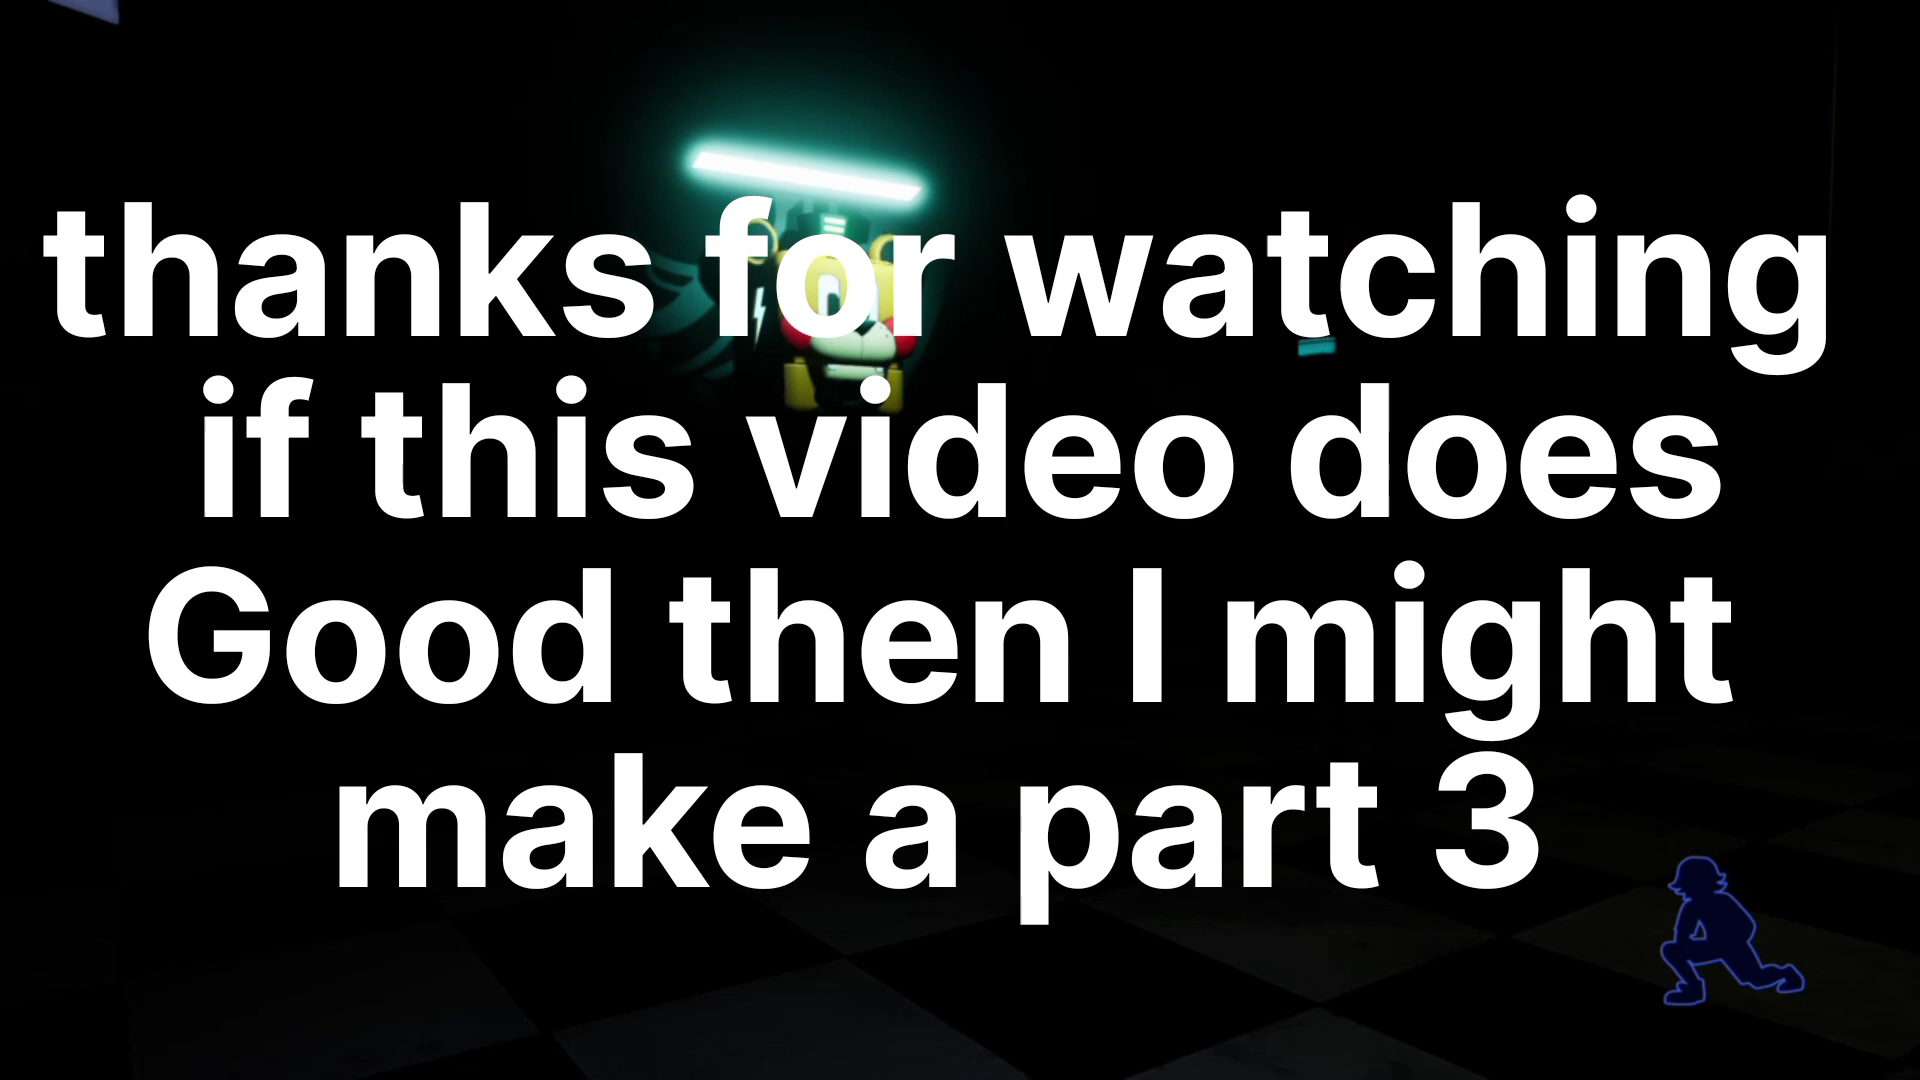 thanks for watching
if this video does
Good then I might
make a part 3